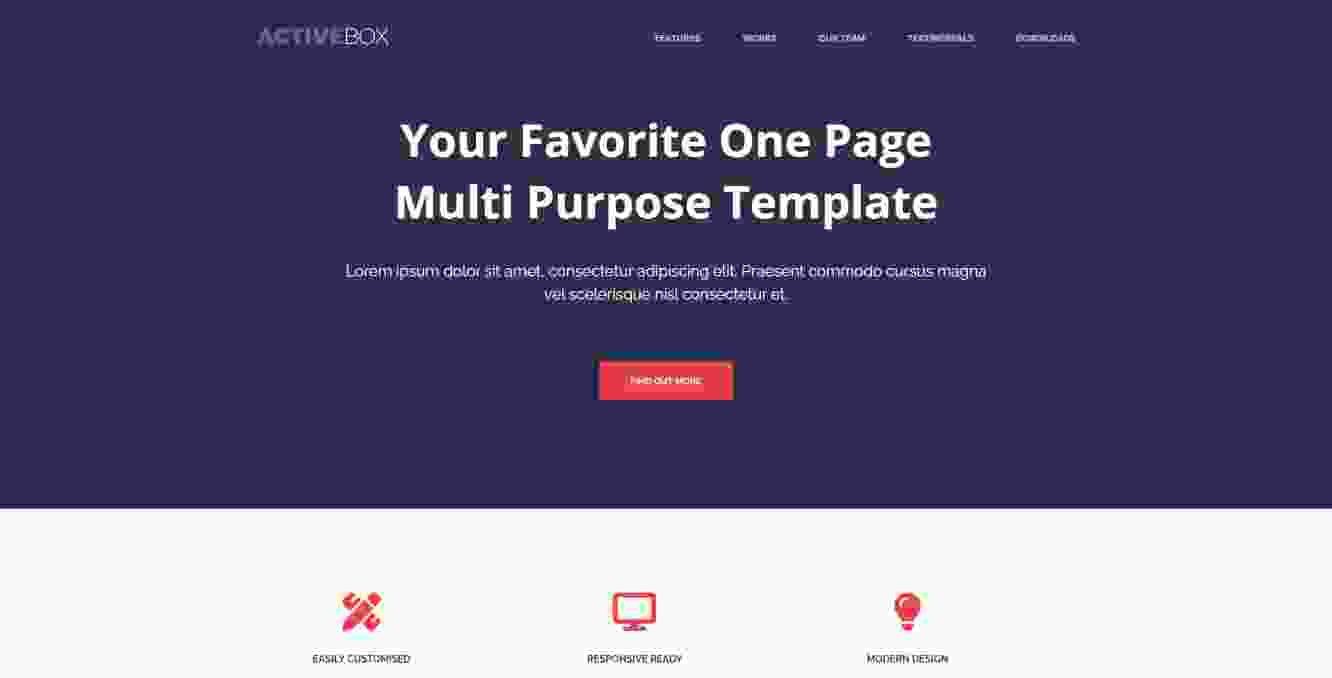 ACTIVEBOX
FEATURES WORKS OUR TEAM TESTIMONIALS DOWNLOADS
Your Favorite One Page
Multi Purpose Template
Lorem ipsum dolor sit amet, consectetur adipiscing elit. Praesent commodo cursus magna
vel scelerisque nisl consectetur et.
FIND OUT MORE
EASILY CUSTOMISED RESPONSIVE READY MODERN DESIGN